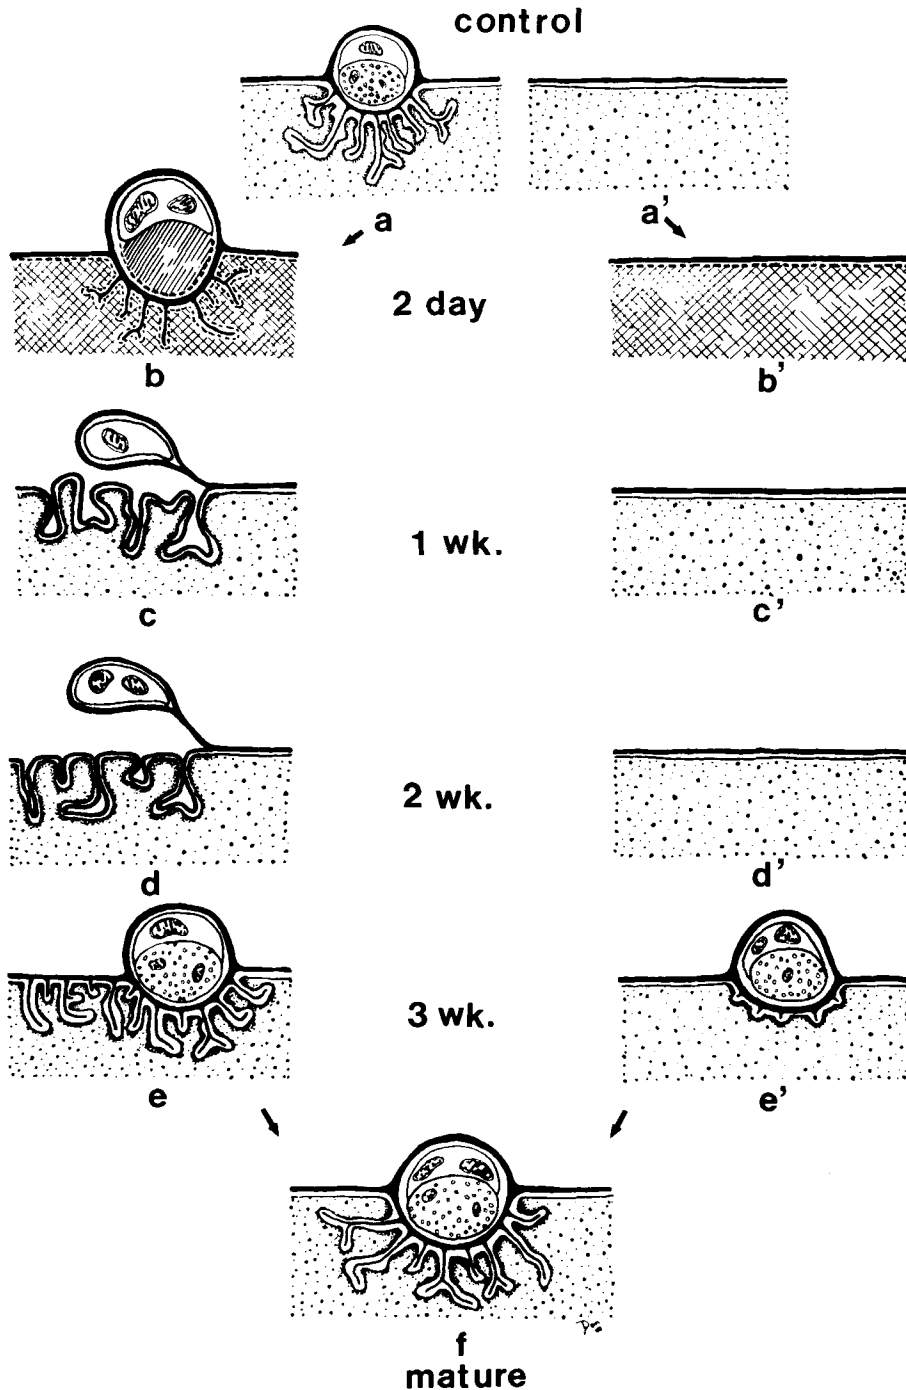 control
a
a'
2 day
b
b'
1 wk.
c
c'
2 wk.
d
d'
3 wk.
e
e'
f
mature